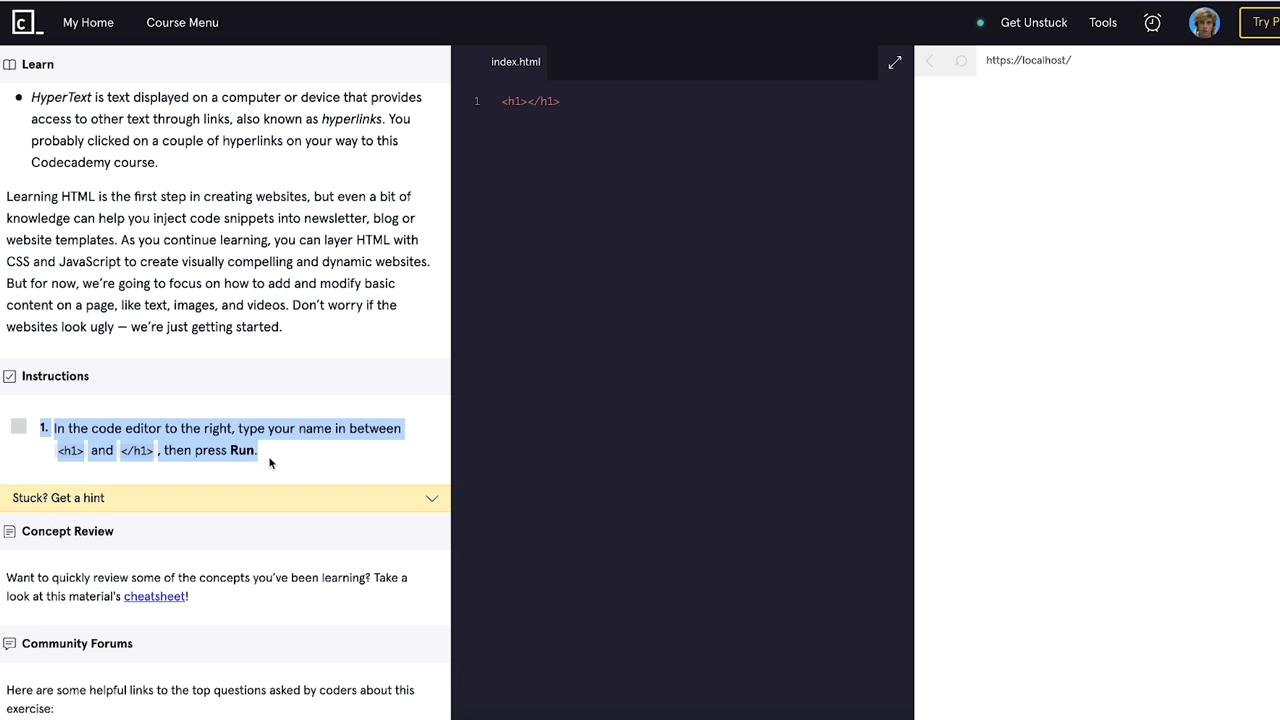 c_ My Home Course Menu Get Unstuck Tools Try P
Learn
• HyperText is text displayed on a computer or device that provides
access to other text through links, also known as hyperlinks. You
probably clicked on a couple of hyperlinks on your way to this
Codecademy course.
Learning HTML is the first step in creating websites, but even a bit of
knowledge can help you inject code snippets into newsletter, blog or
website templates. As you continue learning, you can layer HTML with
CSS and JavaScript to create visually compelling and dynamic websites.
But for now, we're going to focus on how to add and modify basic
content on a page, like text, images, and videos. Don't worry if the
websites look ugly — we're just getting started.
Instructions
1. In the code editor to the right, type your name in between
<h1> and </h1> , then press Run.
Stuck? Get a hint
Concept Review
Want to quickly review some of the concepts you've been learning? Take a
look at this material's cheatsheet!
Community Forums
Here are some helpful links to the top questions asked by coders about this
exercise:
index.html
1 <h1></h1>
https://localhost/